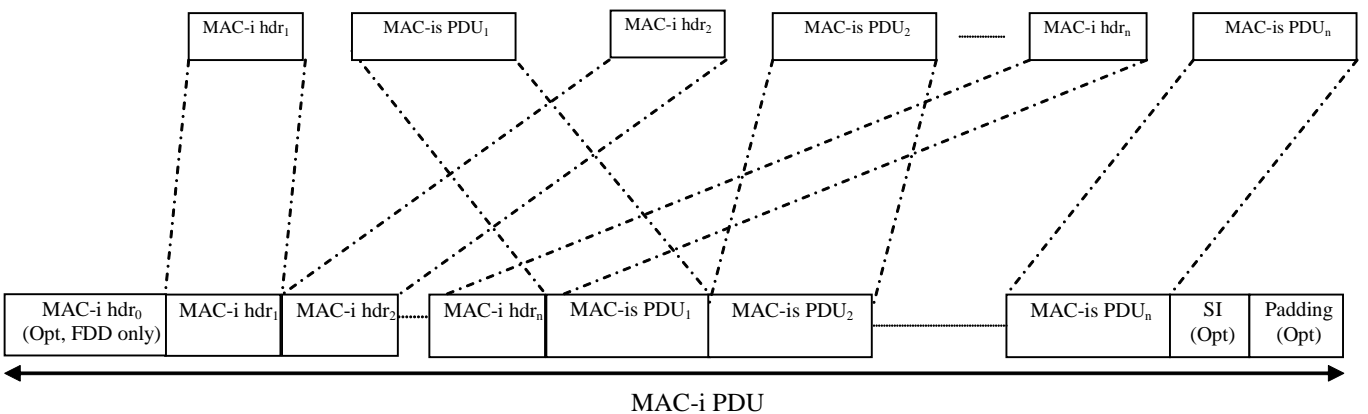 MAC-i hdr₁ MAC-is PDU₁ MAC-i hdr₂ MAC-is PDU₂ MAC-i hdrₙ MAC-is PDUₙ
MAC-i hdr₀ MAC-i hdr₁ MAC-i hdr₂ MAC-i hdrₙ MAC-is PDU₁ MAC-is PDU₂ MAC-is PDUₙ SI Padding
(Opt, FDD only) (Opt) (Opt)
MAC-i PDU